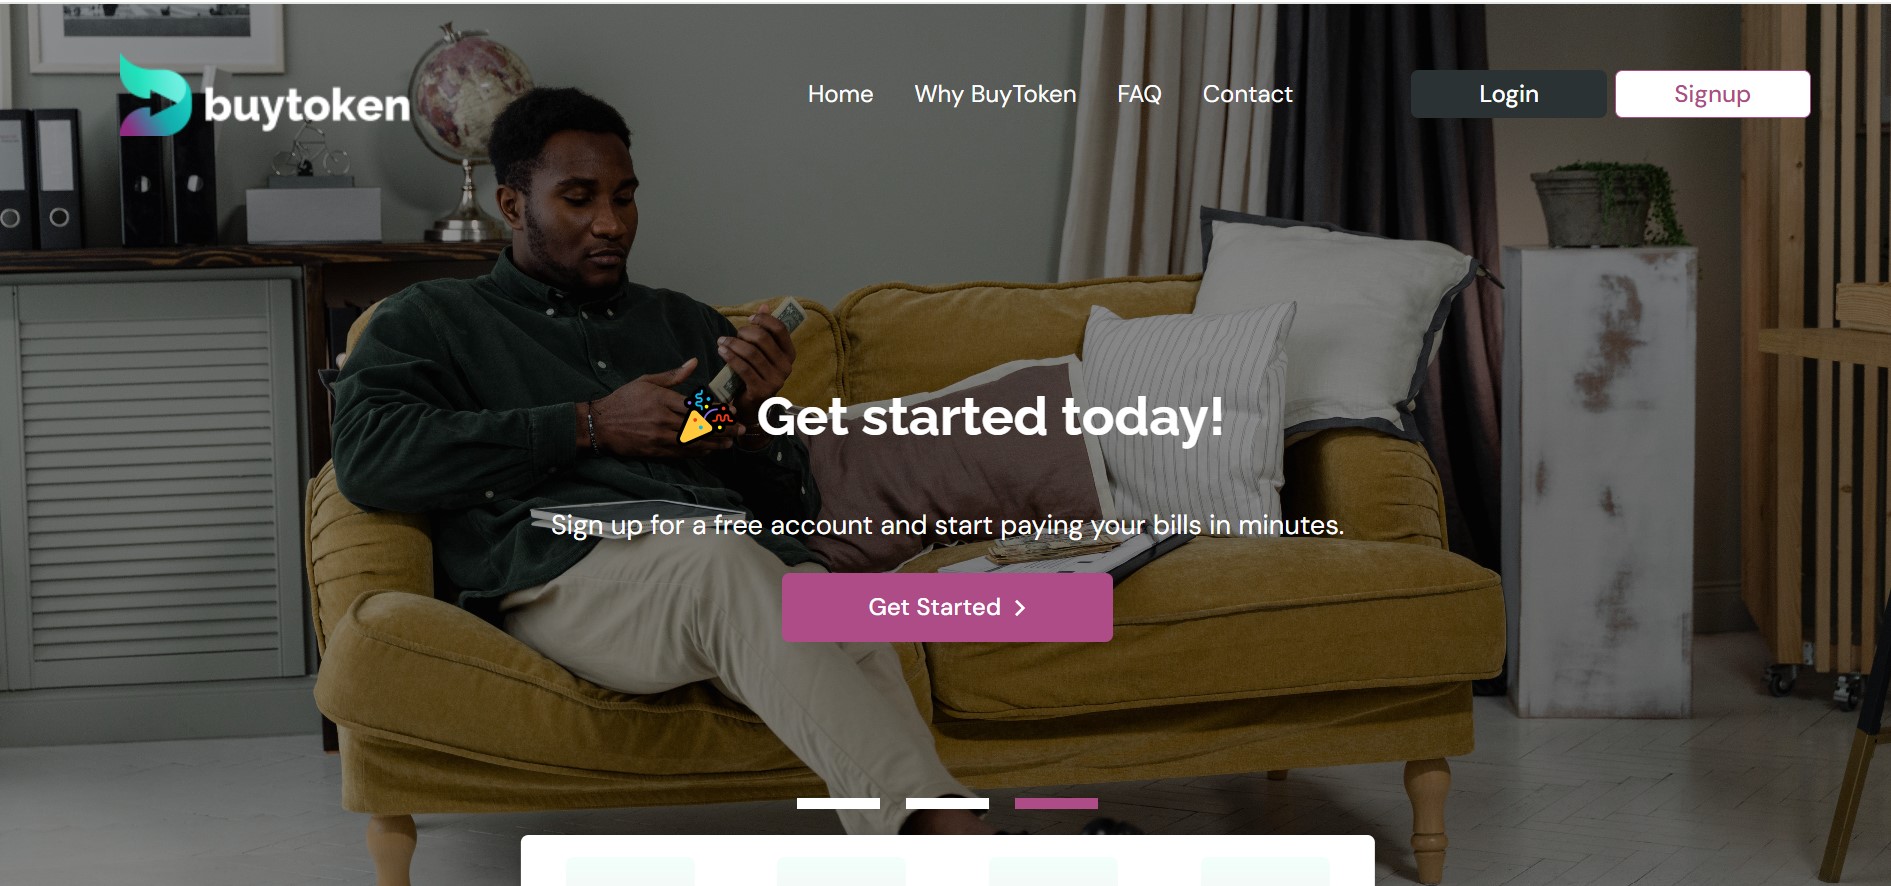 buytoken
Home
Why BuyToken
FAQ
Contact
Login
Signup
🎉 Get started today!
Sign up for a free account and start paying your bills in minutes.
Get Started